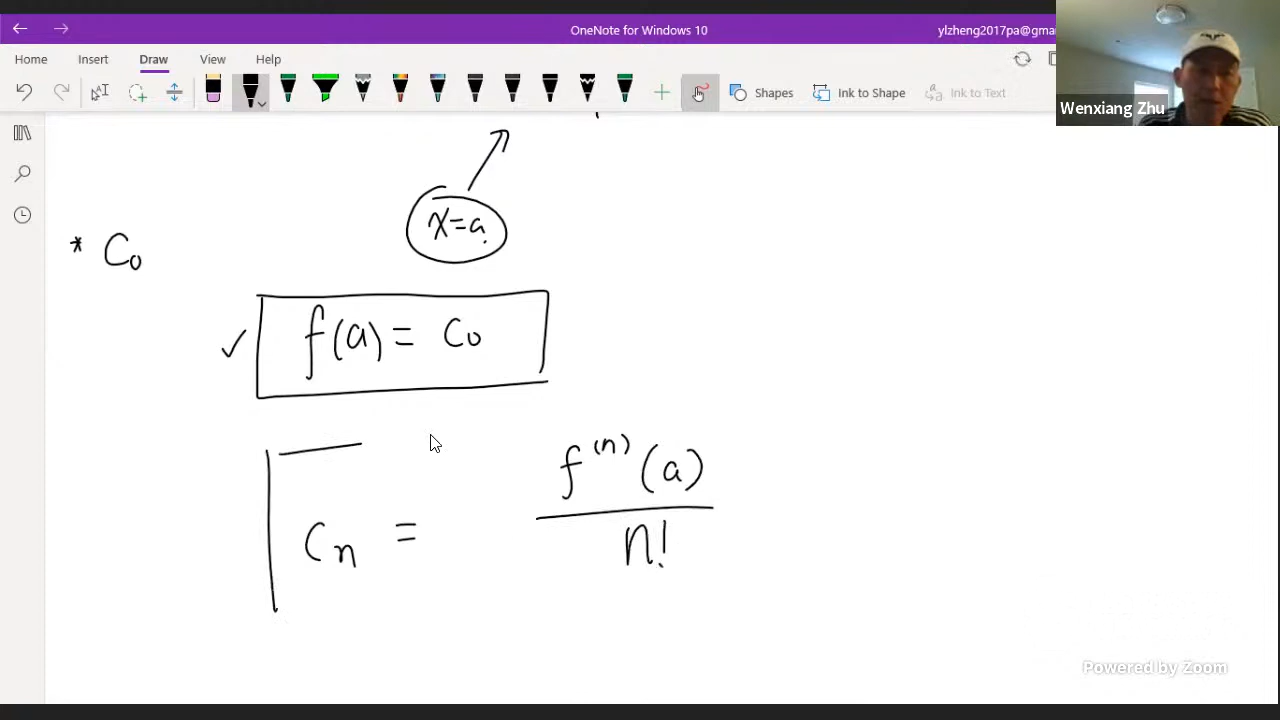 OneNote for Windows 10
ylzheng2017pa@gma
Home Insert Draw View Help
Shapes Ink to Shape Ink to Text
Wenxiang Zhu
x=a
* C₀
✓ f(a) = C₀
Cₙ = f⁽ⁿ⁾(a) / n!
Powered by Zoom